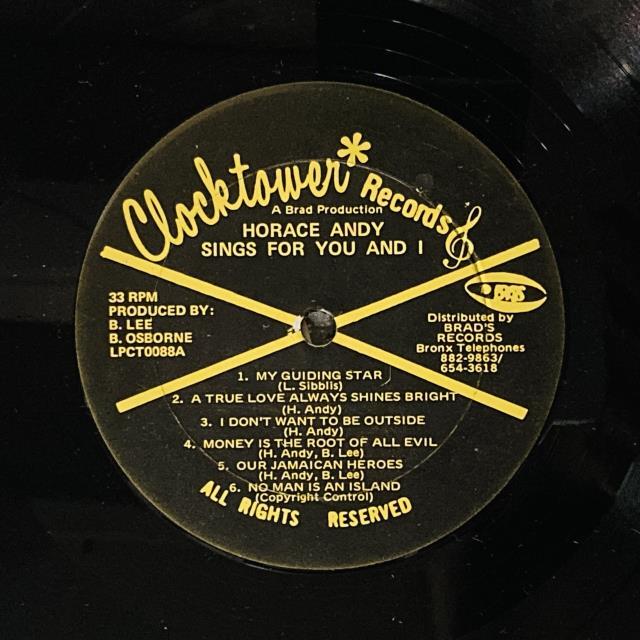 Clocktower* Records
A Brad Production
HORACE ANDY
SINGS FOR YOU AND I
33 RPM
PRODUCED BY:
B. LEE
B. OSBORNE
LPCT0088A
BRAD'S
Distributed by
BRAD'S
RECORDS
Bronx Telephones
882-9863/
654-3618
1. MY GUIDING STAR
(L. Sibblis)
2. A TRUE LOVE ALWAYS SHINES BRIGHT
(H. Andy)
3. I DON'T WANT TO BE OUTSIDE
(H. Andy)
4. MONEY IS THE ROOT OF ALL EVIL
(H. Andy, B. Lee)
5. OUR JAMAICAN HEROES
(H. Andy, B. Lee)
6. NO MAN IS AN ISLAND
(Copyright Control)
ALL RIGHTS RESERVED